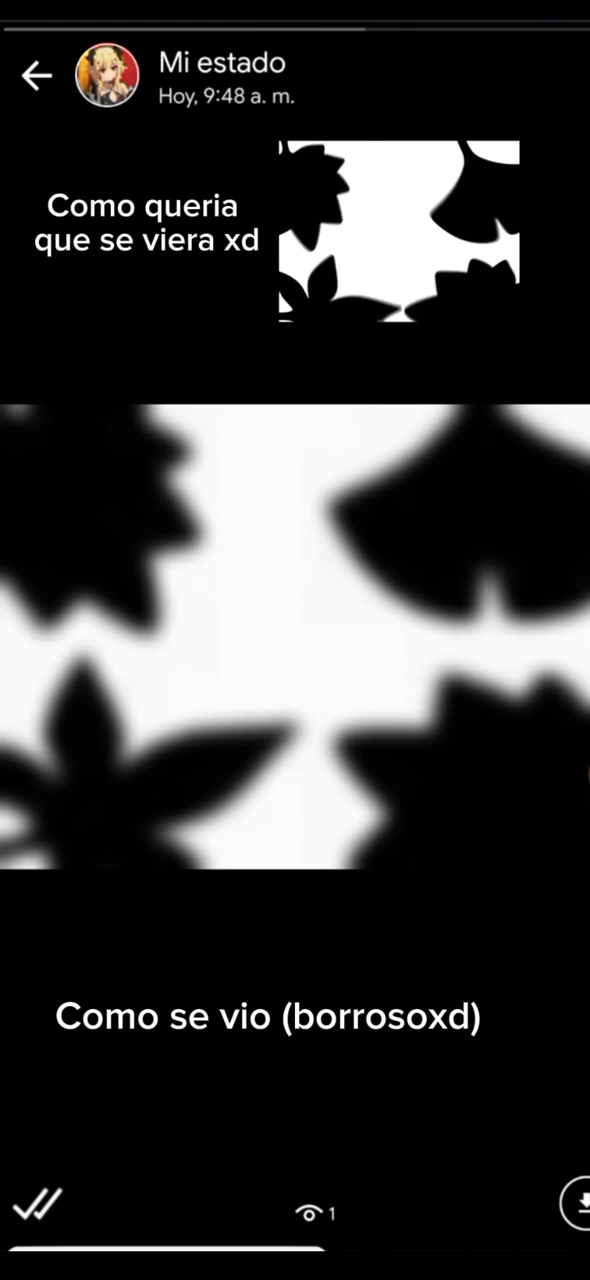 Mi estado
Hoy, 9:48 a. m.
Como queria
que se viera xd
Como se vio (borrosoxd)
1